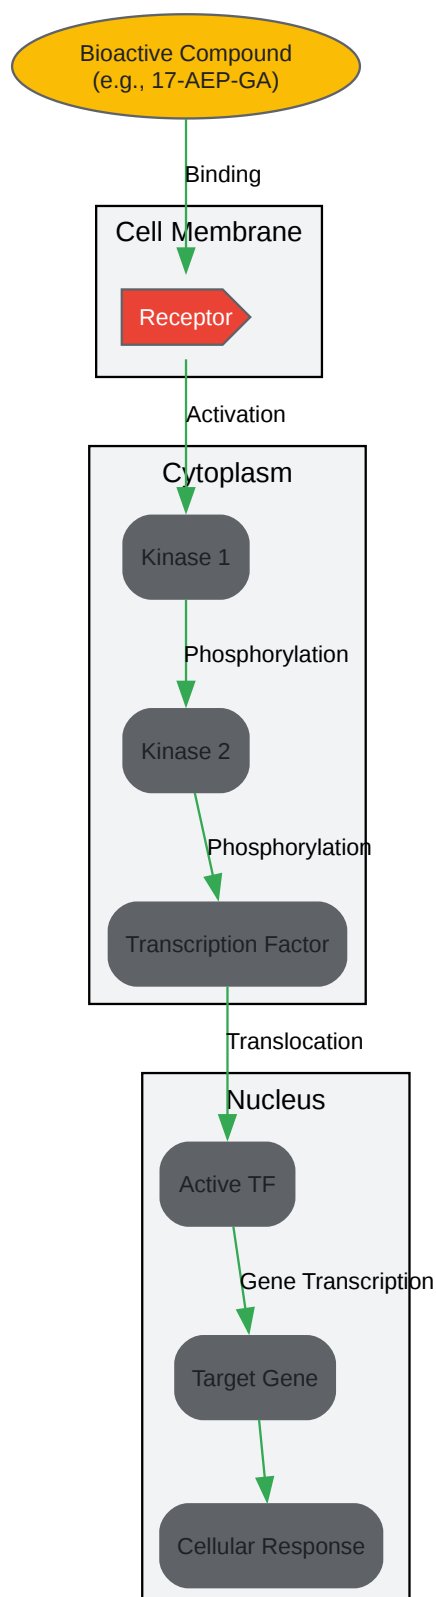 Bioactive Compound
(e.g., 17-AEP-GA)
Binding
Cell Membrane
Receptor
Activation
Cytoplasm
Kinase 1
Phosphorylation
Kinase 2
Phosphorylation
Transcription Factor
Translocation
Nucleus
Active TF
Gene Transcription
Target Gene
Cellular Response